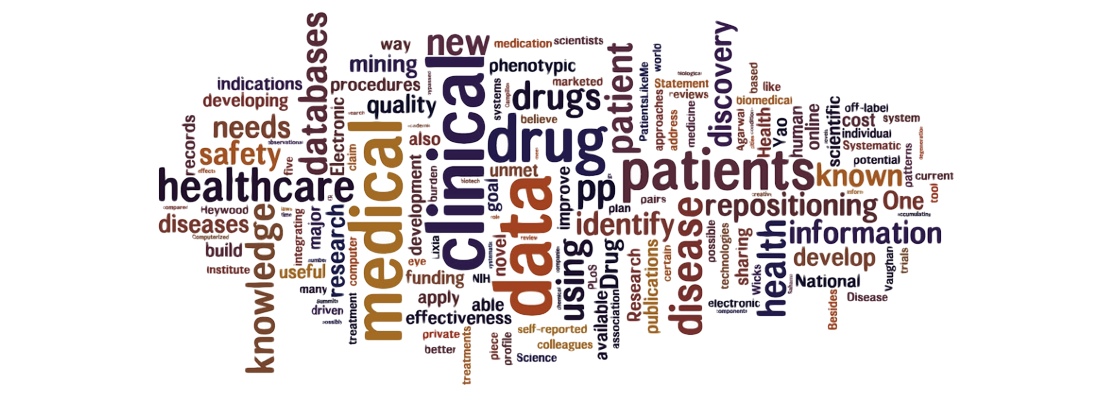 databases
way
new
medication
scientists
discovery
mining
phenotypic
patient
PatientsLikeMe
world
indications
developing
procedures
quality
systems
marketed
drugs
believe
biological
Statement
reviews
approaches
address
medicine
based
like
biomedical
records
needs
safety
five
Electronic
claim
medical
also
clinical
drug
unmet
Agarwal
Health
Yao
human
online
scientific
off-label
cost
system
individual
Systematic
potential
patterns
healthcare
development
burden
goal
data
improve
pp
patients
known
current
tool
Heywood
diseases
Computerized
build
institute
knowledge
integrating
major
research
computer
Lixia
biotech
review
novel
plan
pairs
identify
disease
repositioning
One
accumulating
information
useful
many
driven
treatment
eye
funding
NIH
apply
able
effectiveness
using
PLoS
Drug
available
association
Research
publications
certain
possible
technologies
sharing
Wicks
health
develop
National
Vaughan
trials
electronic
components
Besides
Disease
private
better
treatments
piece
profile
self-reported
colleagues
Science